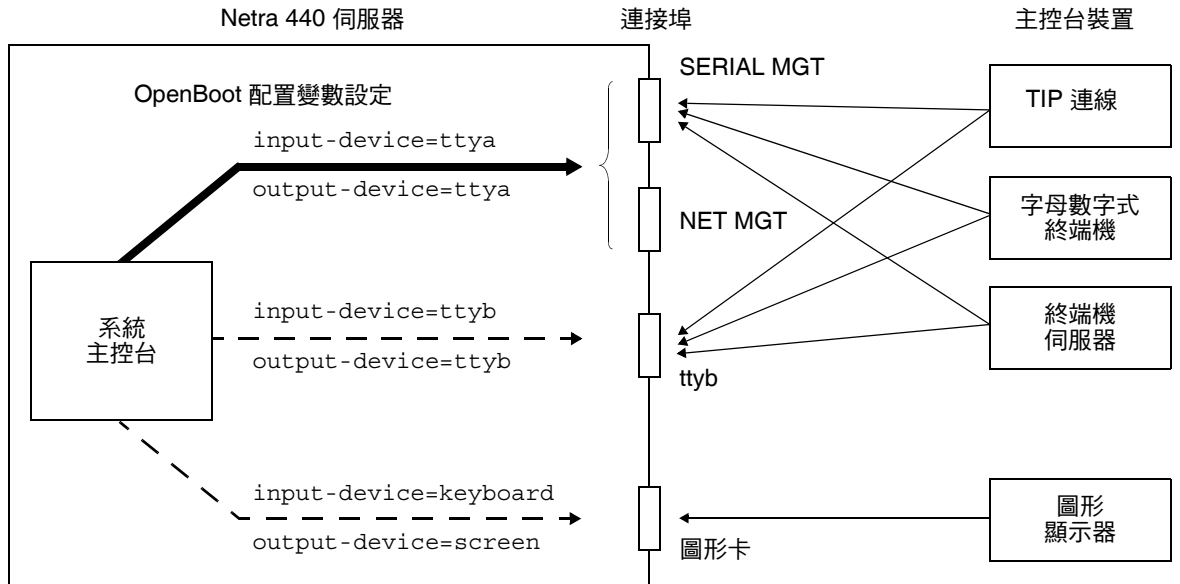 Netra 440 伺服器
連接埠
主控台裝置
OpenBoot 配置變數設定
input-device=ttya
output-device=ttya
系統
主控台
input-device=ttyb
output-device=ttyb
input-device=keyboard
output-device=screen
SERIAL MGT
NET MGT
ttyb
圖形卡
TIP 連線
字母數字式
終端機
終端機
伺服器
圖形
顯示器